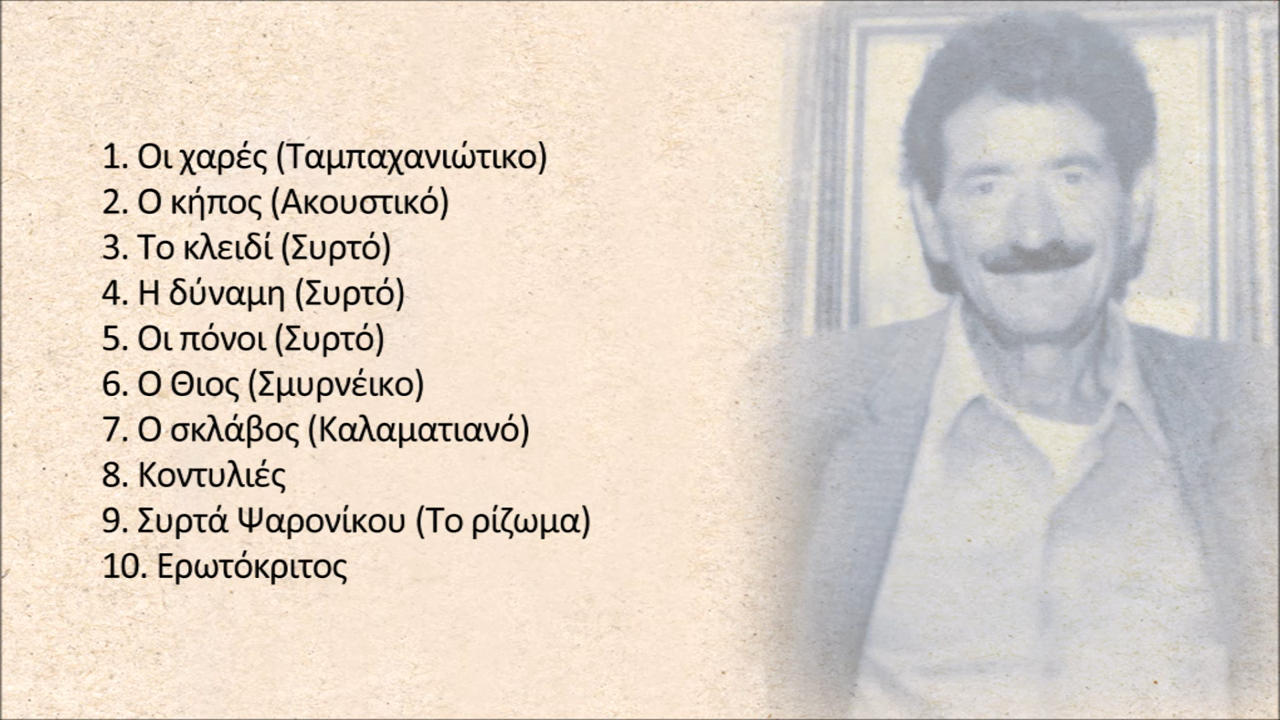 1. Οι χαρές (Ταμπαχανιώτικο)
2. Ο κήπος (Ακουστικό)
3. Το κλειδί (Συρτό)
4. Η δύναμη (Συρτό)
5. Οι πόνοι (Συρτό)
6. Ο Θιος (Σμυρνέικο)
7. Ο σκλάβος (Καλαματιανό)
8. Κοντυλιές
9. Συρτά Ψαρονίκου (Το ρίζωμα)
10. Ερωτόκριτος